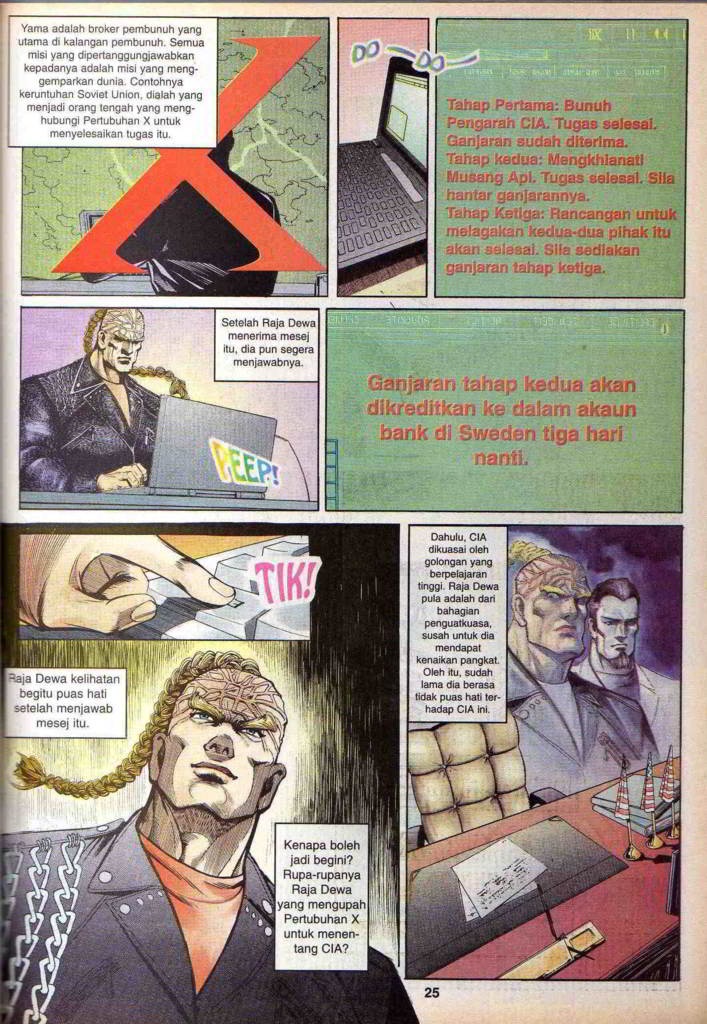 Yama adalah broker pembunuh yang
utama di kalangan pembunuh. Semua
misi yang dipertanggungjawabkan
kepadanya adalah misi yang meng-
gemparkan dunia. Contohnya
keruntuhan Soviet Union, dialah yang
menjadi orang tengah yang meng-
hubungi Pertubuhan X untuk
menyelesaikan tugas itu.
X
DO—DO—
Tahap Pertama: Bunuh
Pengarah CIA. Tugas selesai.
Ganjaran sudah diterima.
Tahap kedua: Mengkhianati
Musang Api. Tugas selesai. Sila
hantar ganjarannya.
Tahap Ketiga: Rancangan untuk
melagakan kedua-dua pihak itu
akan selesai. Sila sediakan
ganjaran tahap ketiga.
Setelah Raja Dewa
menerima mesej
itu, dia pun segera
menjawabnya.
PEEP!
Ganjaran tahap kedua akan
dikreditkan ke dalam akaun
bank di Sweden tiga hari
nanti.
TIK!
Raja Dewa kelihatan
begitu puas hati
setelah menjawab
mesej itu.
Kenapa boleh
jadi begini?
Rupa-rupanya
Raja Dewa
yang mengupah
Pertubuhan X
untuk menen-
tang CIA?
Dahulu, CIA
dikuasai oleh
golongan yang
berpelajaran
tinggi. Raja Dewa
pula adalah dari
bahagian
penguatkuasa,
susah untuk dia
mendapat
kenaikan pangkat.
Oleh itu, sudah
lama dia berasa
tidak puas hati ter-
hadap CIA ini.
25